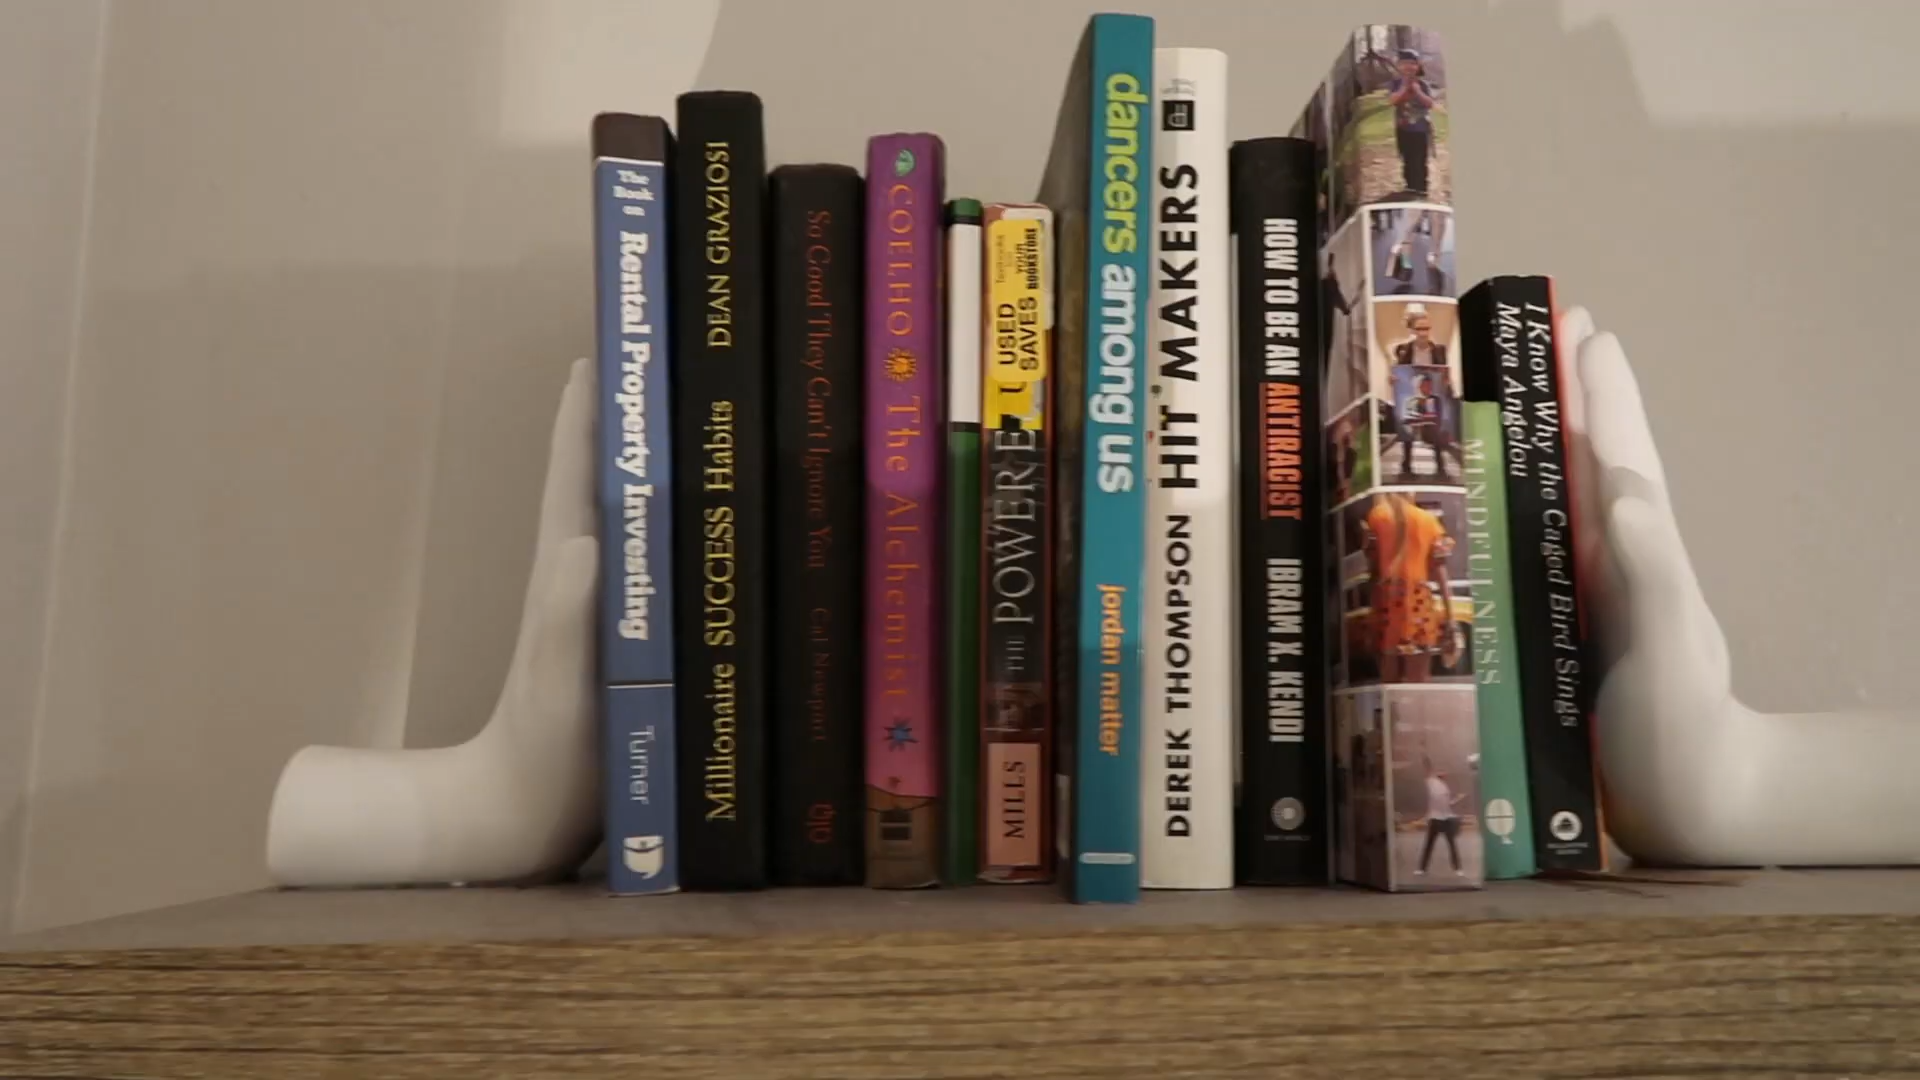 The
Book
on
Rental Property Investing
Turner
Millionaire SUCCESS Habits
DEAN GRAZIOSI
So Good They Can't Ignore You
Cal Newport
COELHO
The Alchemist
YOUR
BOOKSTORE
USED
SAVES
THE POWER E
MILLS
dancers among us
jordan matter
DEREK THOMPSON HIT MAKERS
HOW TO BE AN ANTIRACIST
IBRAM X. KENDI
MINDFULNESS
I Know Why the Caged Bird Sings
Maya Angelou